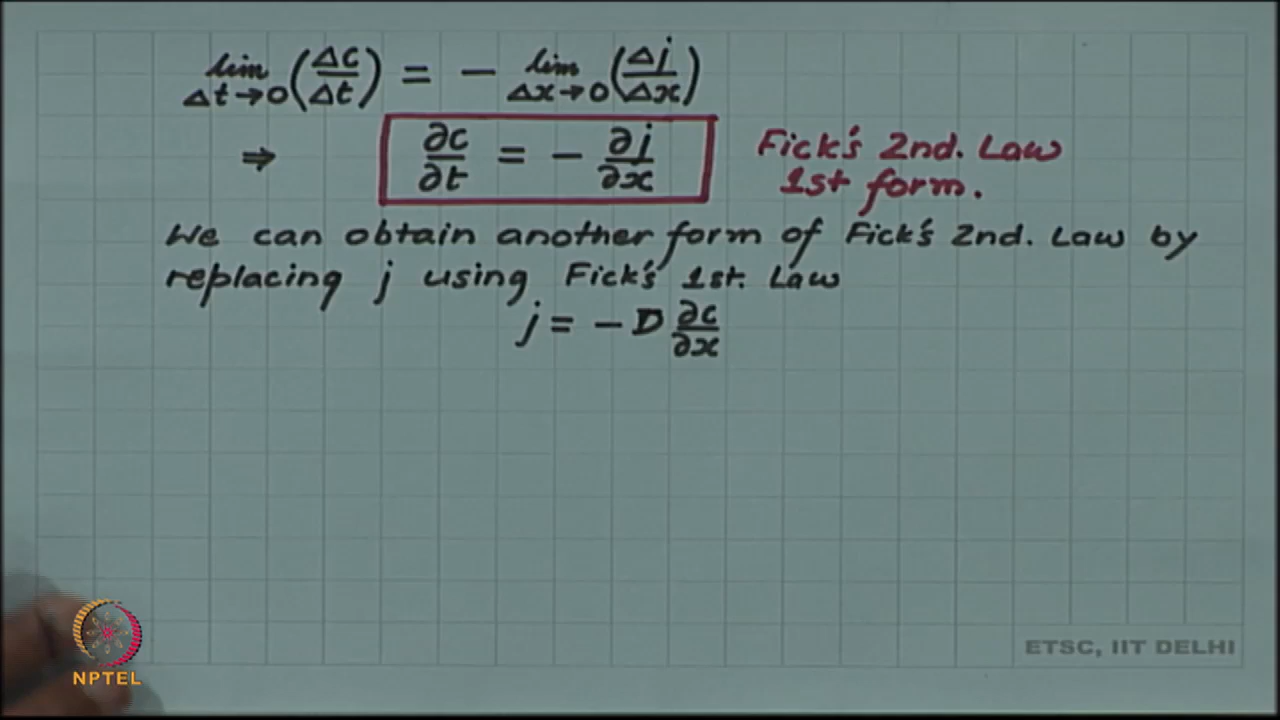 lim Δt→0 (Δc/Δt) = − lim Δx→0 (Δj/Δx)
⇒ ∂c/∂t = − ∂j/∂x Fick's 2nd. Law
1st form.
We can obtain another form of Fick's 2nd. Law by
replacing j using Fick's 1st. Law
j = − D ∂c/∂x
ETSC, IIT DELHI
NPTEL